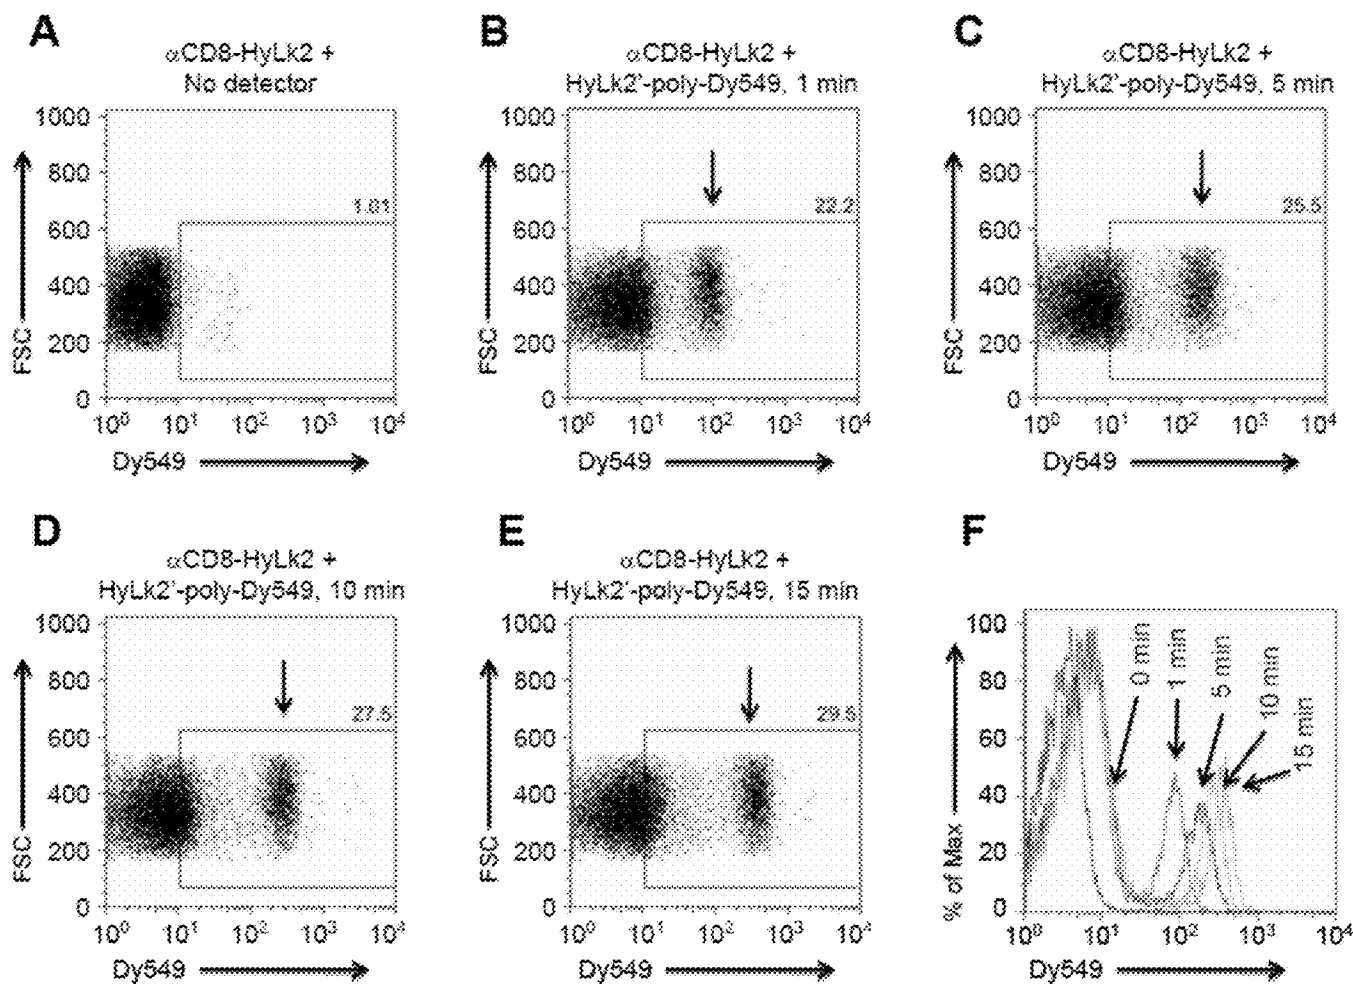 A
αCD8-HyLk2 +
No detector
1000
800
600
400
200
0
FSC
1.01
10⁰ 10¹ 10² 10³ 10⁴
Dy549
B
αCD8-HyLk2 +
HyLk2'-poly-Dy549, 1 min
1000
800
600
400
200
0
FSC
22.2
10⁰ 10¹ 10² 10³ 10⁴
Dy549
C
αCD8-HyLk2 +
HyLk2'-poly-Dy549, 5 min
1000
800
600
400
200
0
FSC
25.5
10⁰ 10¹ 10² 10³ 10⁴
Dy549
D
αCD8-HyLk2 +
HyLk2'-poly-Dy549, 10 min
1000
800
600
400
200
0
FSC
27.5
10⁰ 10¹ 10² 10³ 10⁴
Dy549
E
αCD8-HyLk2 +
HyLk2'-poly-Dy549, 15 min
1000
800
600
400
200
0
FSC
29.5
10⁰ 10¹ 10² 10³ 10⁴
Dy549
F
100
80
60
40
20
0
% of Max
0 min
1 min
5 min
10 min
15 min
10⁰ 10¹ 10² 10³ 10⁴
Dy549